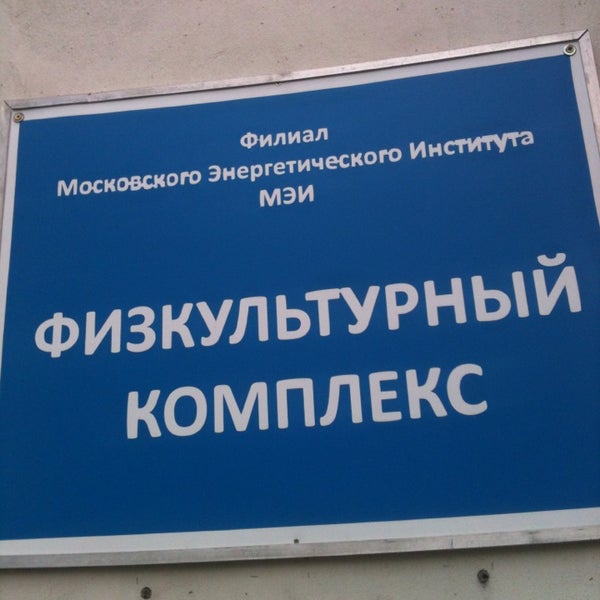 Филиал
Московского Энергетического Института
МЭИ
ФИЗКУЛЬТУРНЫЙ
КОМПЛЕКС